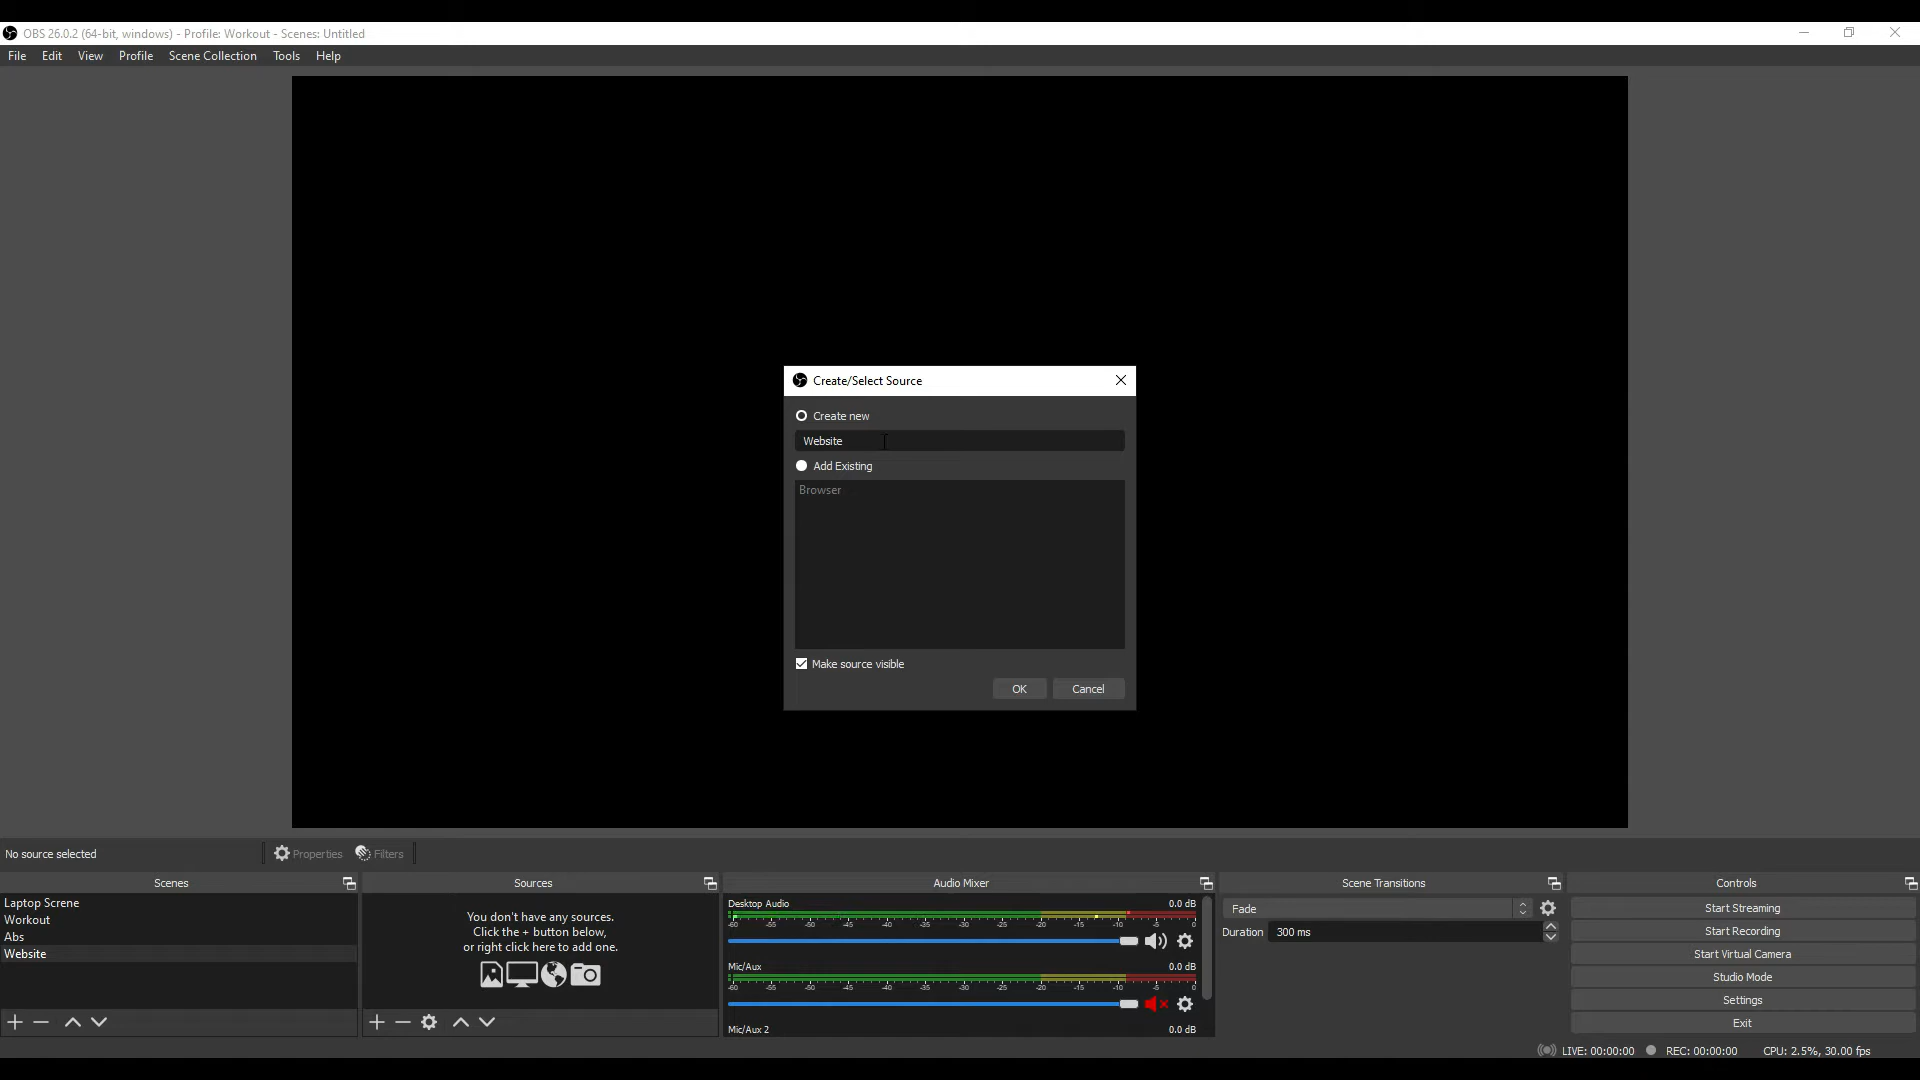 OBS 26.0.2 (64-bit, windows) - Profile: Workout - Scenes: Untitled
File Edit View Profile Scene Collection Tools Help
Create/Select Source
Create new
Website
Add Existing
Browser
Make source visible
OK Cancel
No source selected Properties Filters
Scenes
Laptop Screne
Workout
Abs
Website
Sources
You don't have any sources.
Click the + button below,
or right click here to add one.
Audio Mixer
Desktop Audio 0.0 dB
-60 -55 -50 -45 -40 -35 -30 -25 -20 -15 -10 -5 0
Mic/Aux 0.0 dB
-60 -55 -50 -45 -40 -35 -30 -25 -20 -15 -10 -5 0
Mic/Aux 2 0.0 dB
Scene Transitions
Fade
Duration 300 ms
Controls
Start Streaming
Start Recording
Start Virtual Camera
Studio Mode
Settings
Exit
LIVE: 00:00:00 REC: 00:00:00 CPU: 2.5%, 30.00 fps